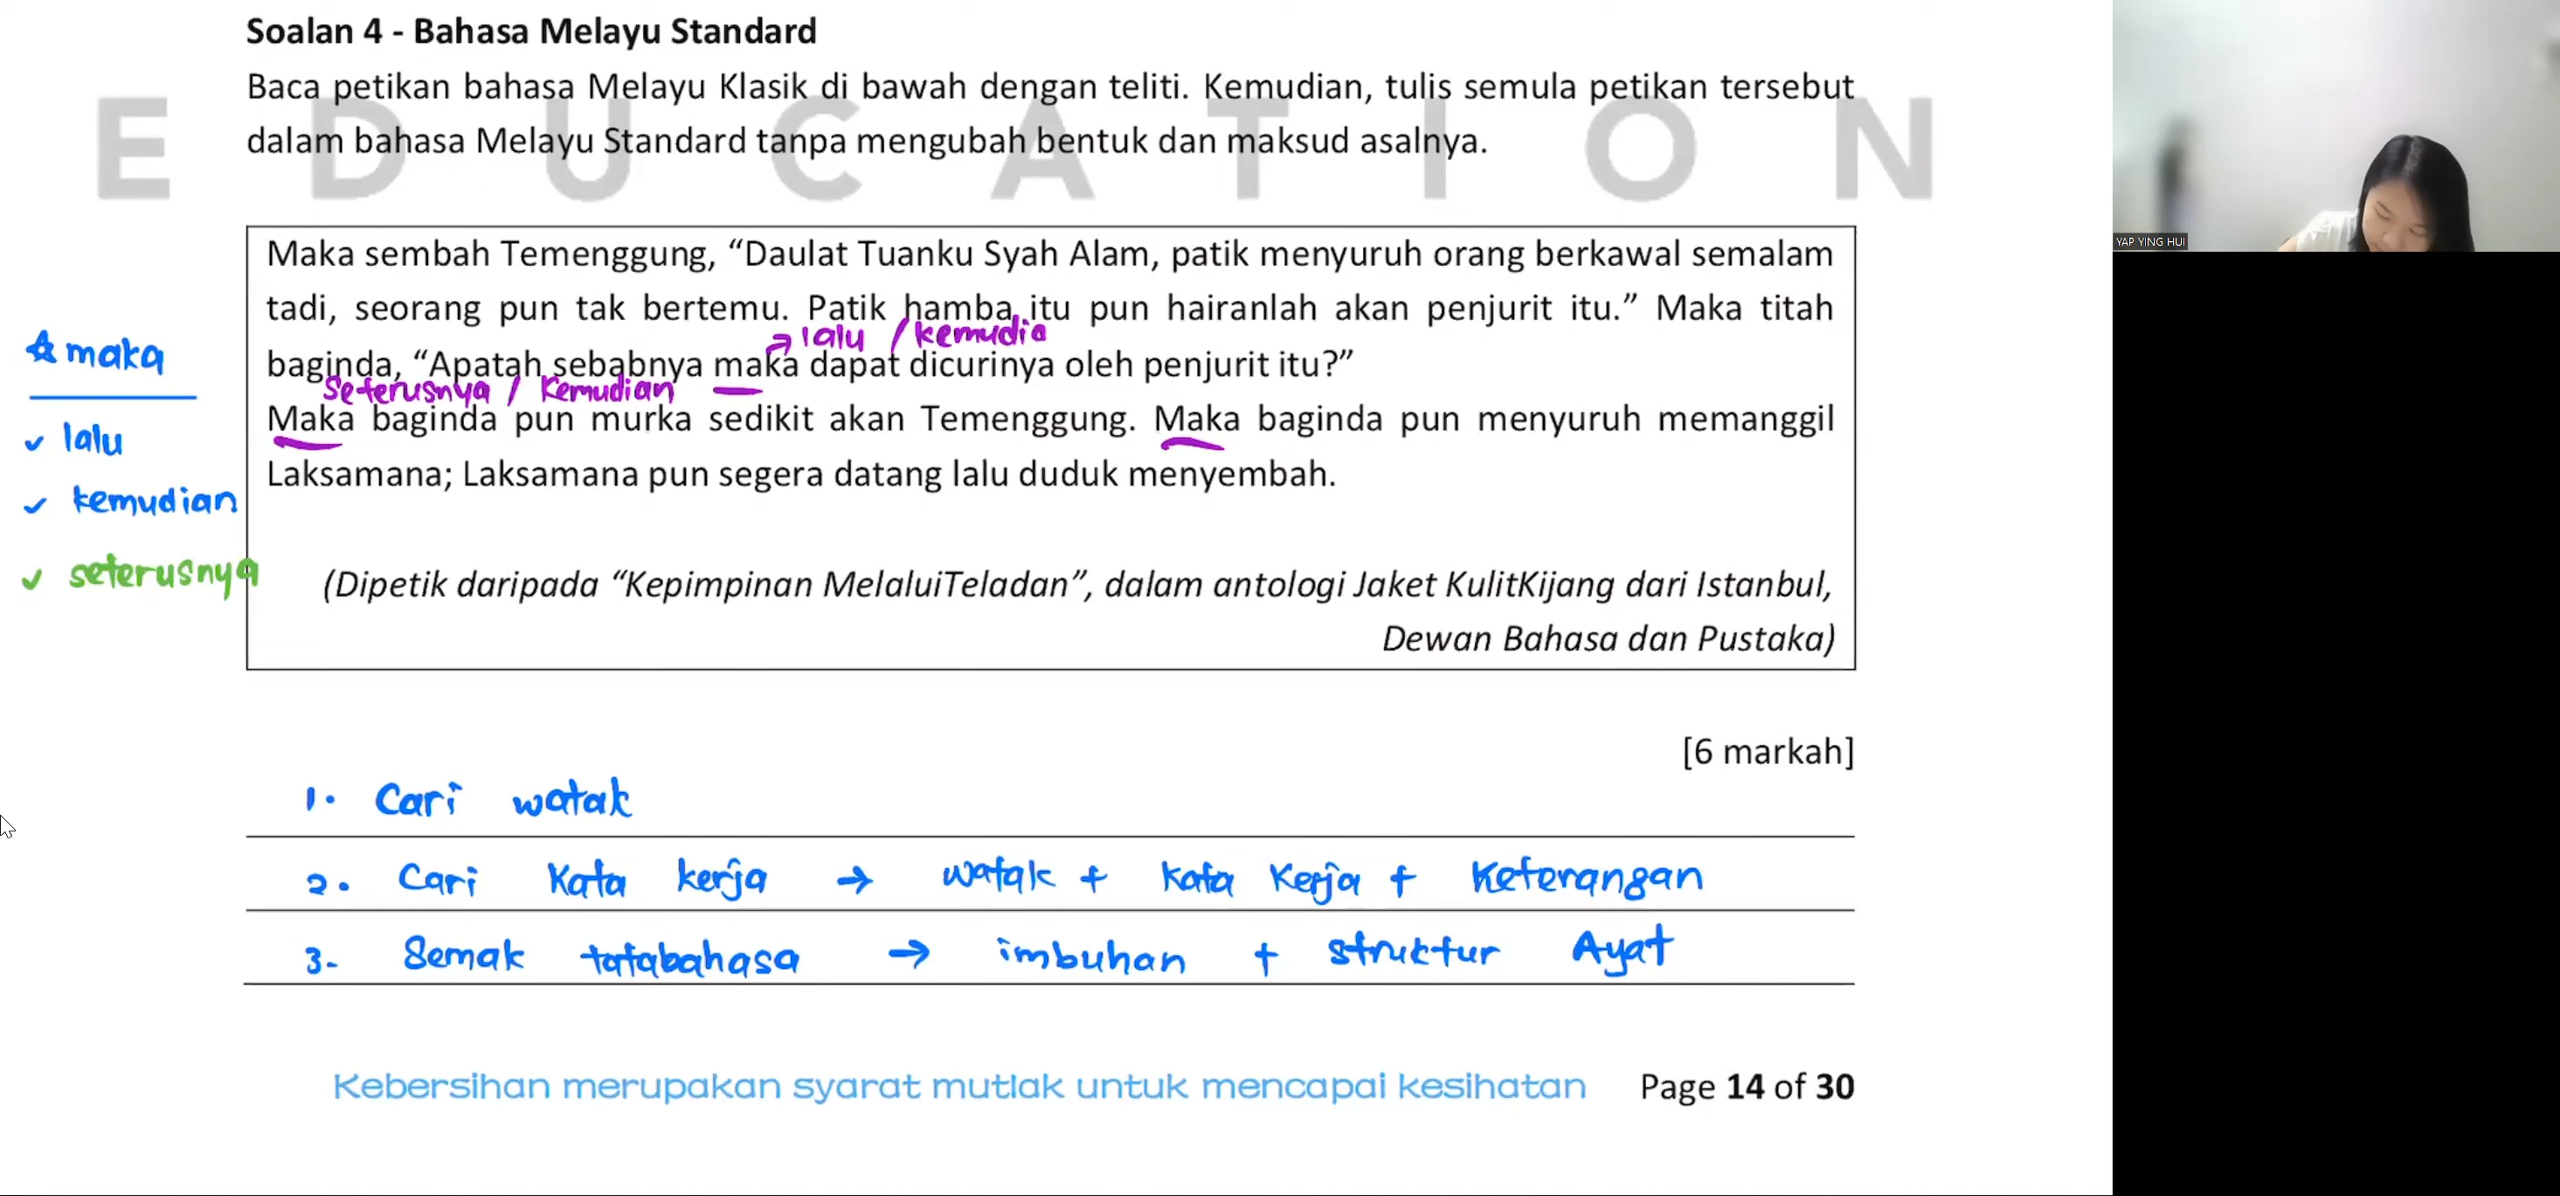 Soalan 4 - Bahasa Melayu Standard
Baca petikan bahasa Melayu Klasik di bawah dengan teliti. Kemudian, tulis semula petikan tersebut
dalam bahasa Melayu Standard tanpa mengubah bentuk dan maksud asalnya.
E D U C A T I O N
YAP YING HUI
Maka sembah Temenggung, “Daulat Tuanku Syah Alam, patik menyuruh orang berkawal semalam
tadi, seorang pun tak bertemu. Patik hamba itu pun hairanlah akan penjurit itu.” Maka titah
→ lalu / kemudia
baginda, “Apatah sebabnya maka dapat dicurinya oleh penjurit itu?”
Seterusnya / Kemudian
Maka baginda pun murka sedikit akan Temenggung. Maka baginda pun menyuruh memanggil
Laksamana; Laksamana pun segera datang lalu duduk menyembah.
(Dipetik daripada “Kepimpinan MelaluiTeladan”, dalam antologi Jaket KulitKijang dari Istanbul,
Dewan Bahasa dan Pustaka)
☆ maka
✓ lalu
✓ kemudian
✓ seterusnya
[6 markah]
1. Cari watak
2. Cari Kata kerja → watak + kata Kerja + Keterangan
3. Semak tatabahasa → imbuhan + struktur Ayat
Kebersihan merupakan syarat mutlak untuk mencapai kesihatan
Page 14 of 30